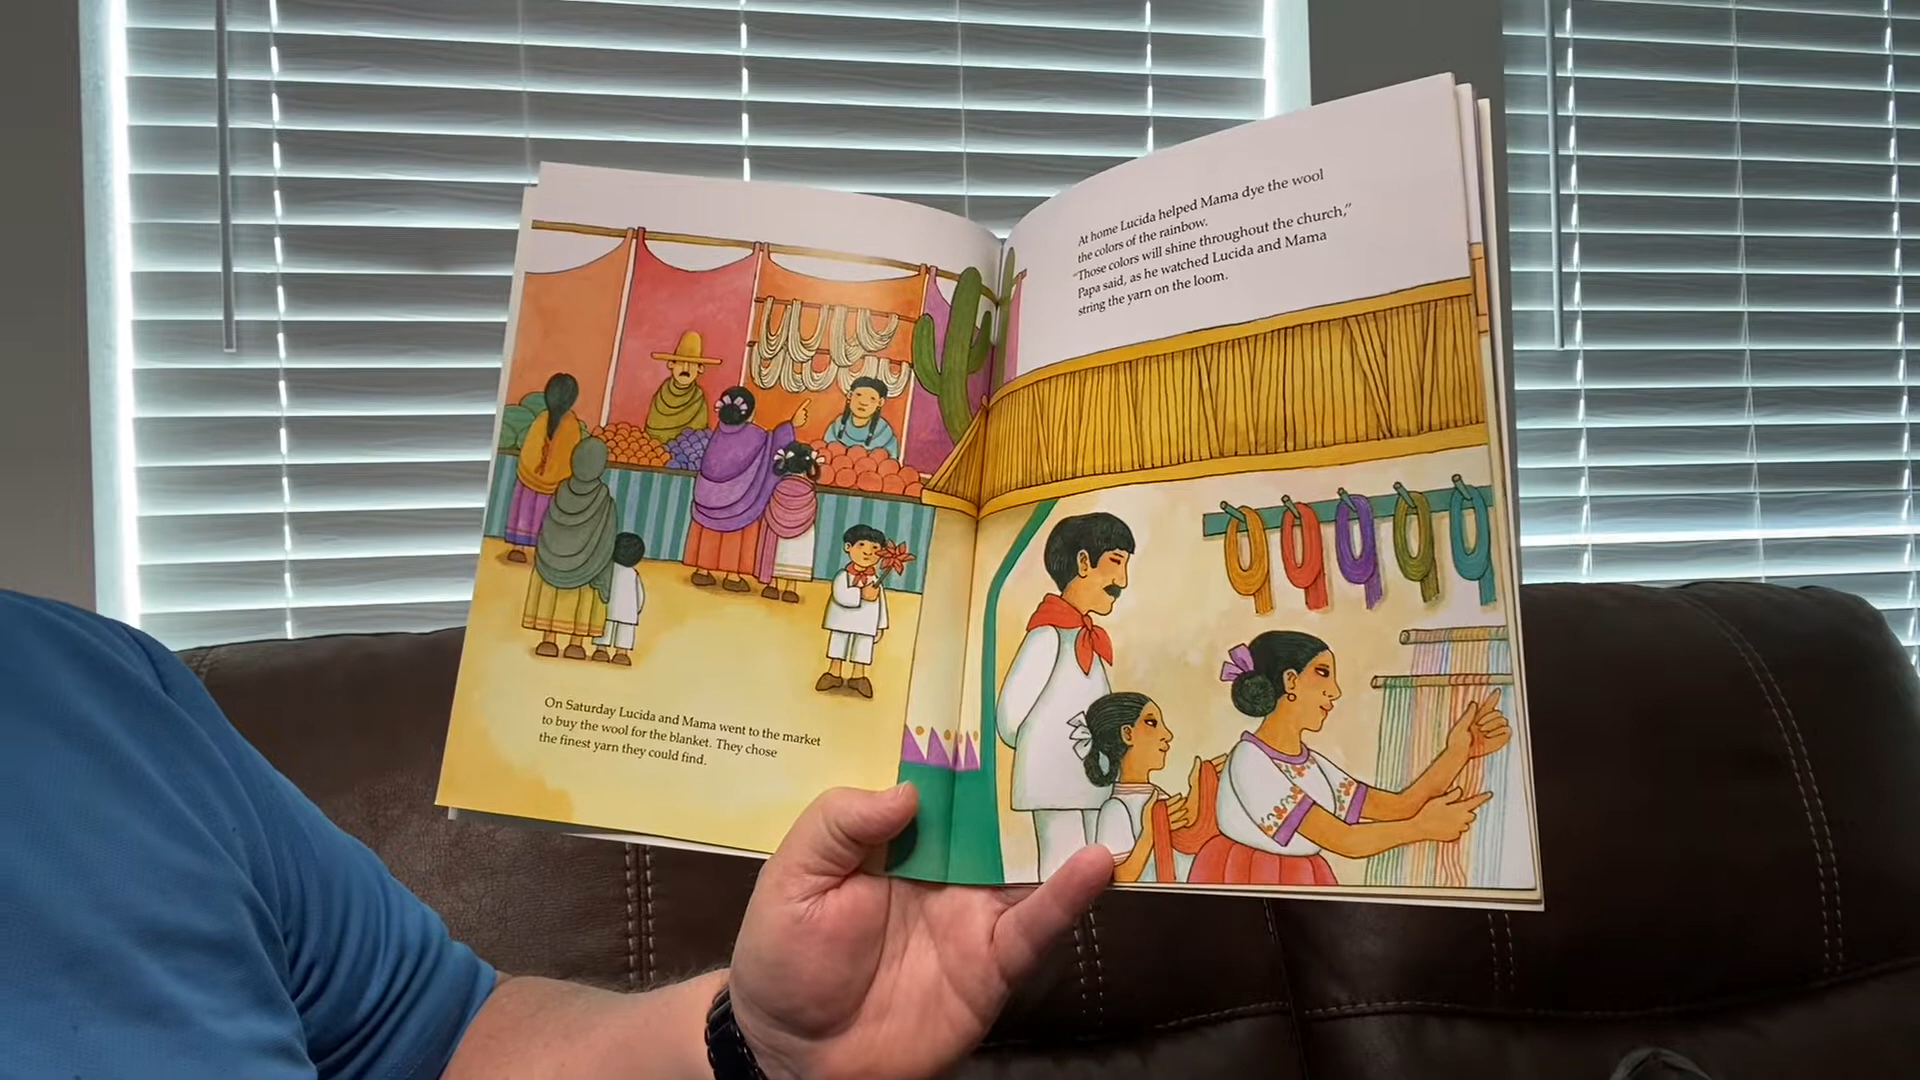 On Saturday Lucida and Mama went to the market
to buy the wool for the blanket. They chose
the finest yarn they could find.
At home Lucida helped Mama dye the wool
the colors of the rainbow.
"Those colors will shine throughout the church,"
Papa said, as he watched Lucida and Mama
string the yarn on the loom.